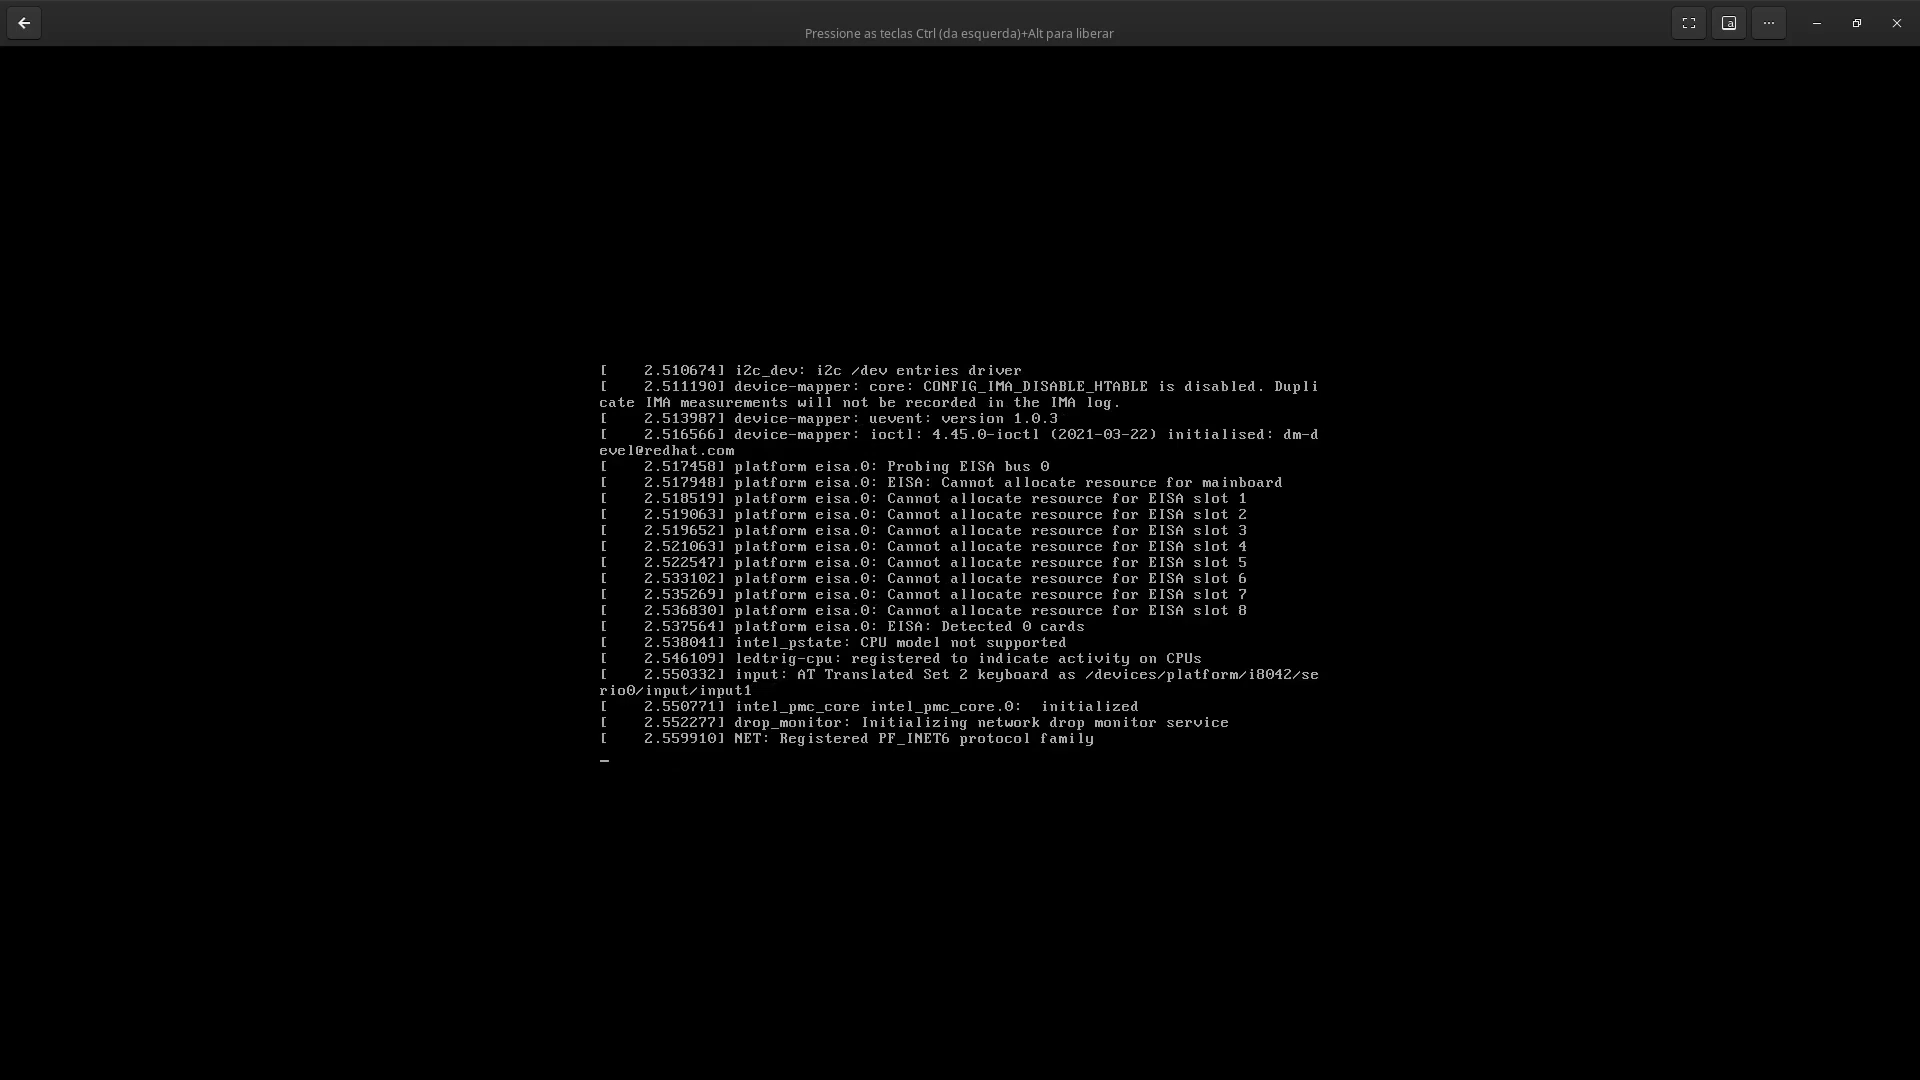 Pressione as teclas Ctrl (da esquerda)+Alt para liberar
[    2.510674] i2c_dev: i2c /dev entries driver
[    2.511190] device-mapper: core: CONFIG_IMA_DISABLE_HTABLE is disabled. Dupli
cate IMA measurements will not be recorded in the IMA log.
[    2.513987] device-mapper: uevent: version 1.0.3
[    2.516566] device-mapper: ioctl: 4.45.0-ioctl (2021-03-22) initialised: dm-d
evel@redhat.com
[    2.517458] platform eisa.0: Probing EISA bus 0
[    2.517948] platform eisa.0: EISA: Cannot allocate resource for mainboard
[    2.518519] platform eisa.0: Cannot allocate resource for EISA slot 1
[    2.519063] platform eisa.0: Cannot allocate resource for EISA slot 2
[    2.519652] platform eisa.0: Cannot allocate resource for EISA slot 3
[    2.521063] platform eisa.0: Cannot allocate resource for EISA slot 4
[    2.522547] platform eisa.0: Cannot allocate resource for EISA slot 5
[    2.533102] platform eisa.0: Cannot allocate resource for EISA slot 6
[    2.535269] platform eisa.0: Cannot allocate resource for EISA slot 7
[    2.536830] platform eisa.0: Cannot allocate resource for EISA slot 8
[    2.537564] platform eisa.0: EISA: Detected 0 cards
[    2.538041] intel_pstate: CPU model not supported
[    2.546109] ledtrig-cpu: registered to indicate activity on CPUs
[    2.550332] input: AT Translated Set 2 keyboard as /devices/platform/i8042/se
rio0/input/input1
[    2.550771] intel_pmc_core intel_pmc_core.0:  initialized
[    2.552277] drop_monitor: Initializing network drop monitor service
[    2.559910] NET: Registered PF_INET6 protocol family